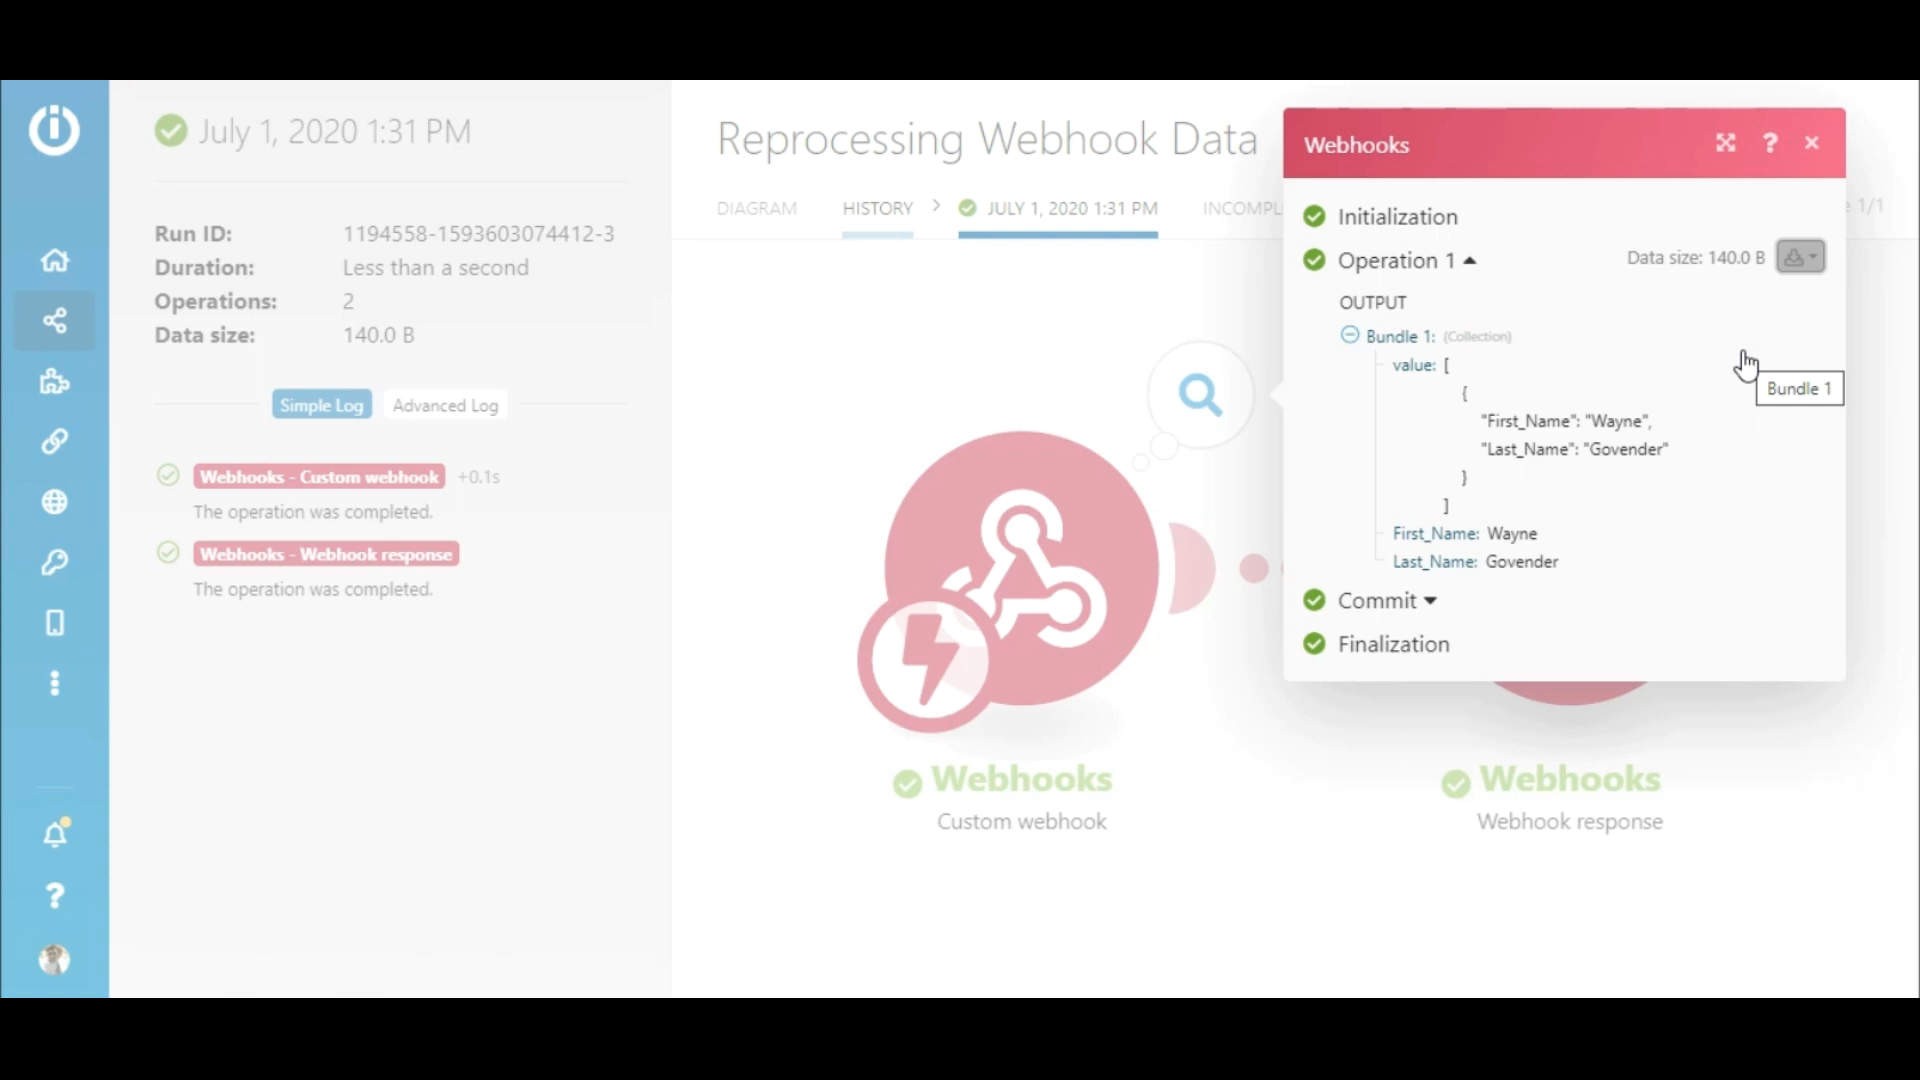 July 1, 2020 1:31 PM
Run ID: 1194558-1593603074412-3
Duration: Less than a second
Operations: 2
Data size: 140.0 B
Simple Log Advanced Log
Webhooks - Custom webhook +0.1s
The operation was completed.
Webhooks - Webhook response
The operation was completed.
Reprocessing Webhook Data
DIAGRAM HISTORY JULY 1, 2020 1:31 PM INCOMPL
1/1
Webhooks
Custom webhook
Webhooks
Webhook response
Webhooks
Initialization
Operation 1 Data size: 140.0 B
OUTPUT
Bundle 1: (Collection)
value: [
{
"First_Name": "Wayne",
"Last_Name": "Govender"
}
]
First_Name: Wayne
Last_Name: Govender
Commit
Finalization
Bundle 1